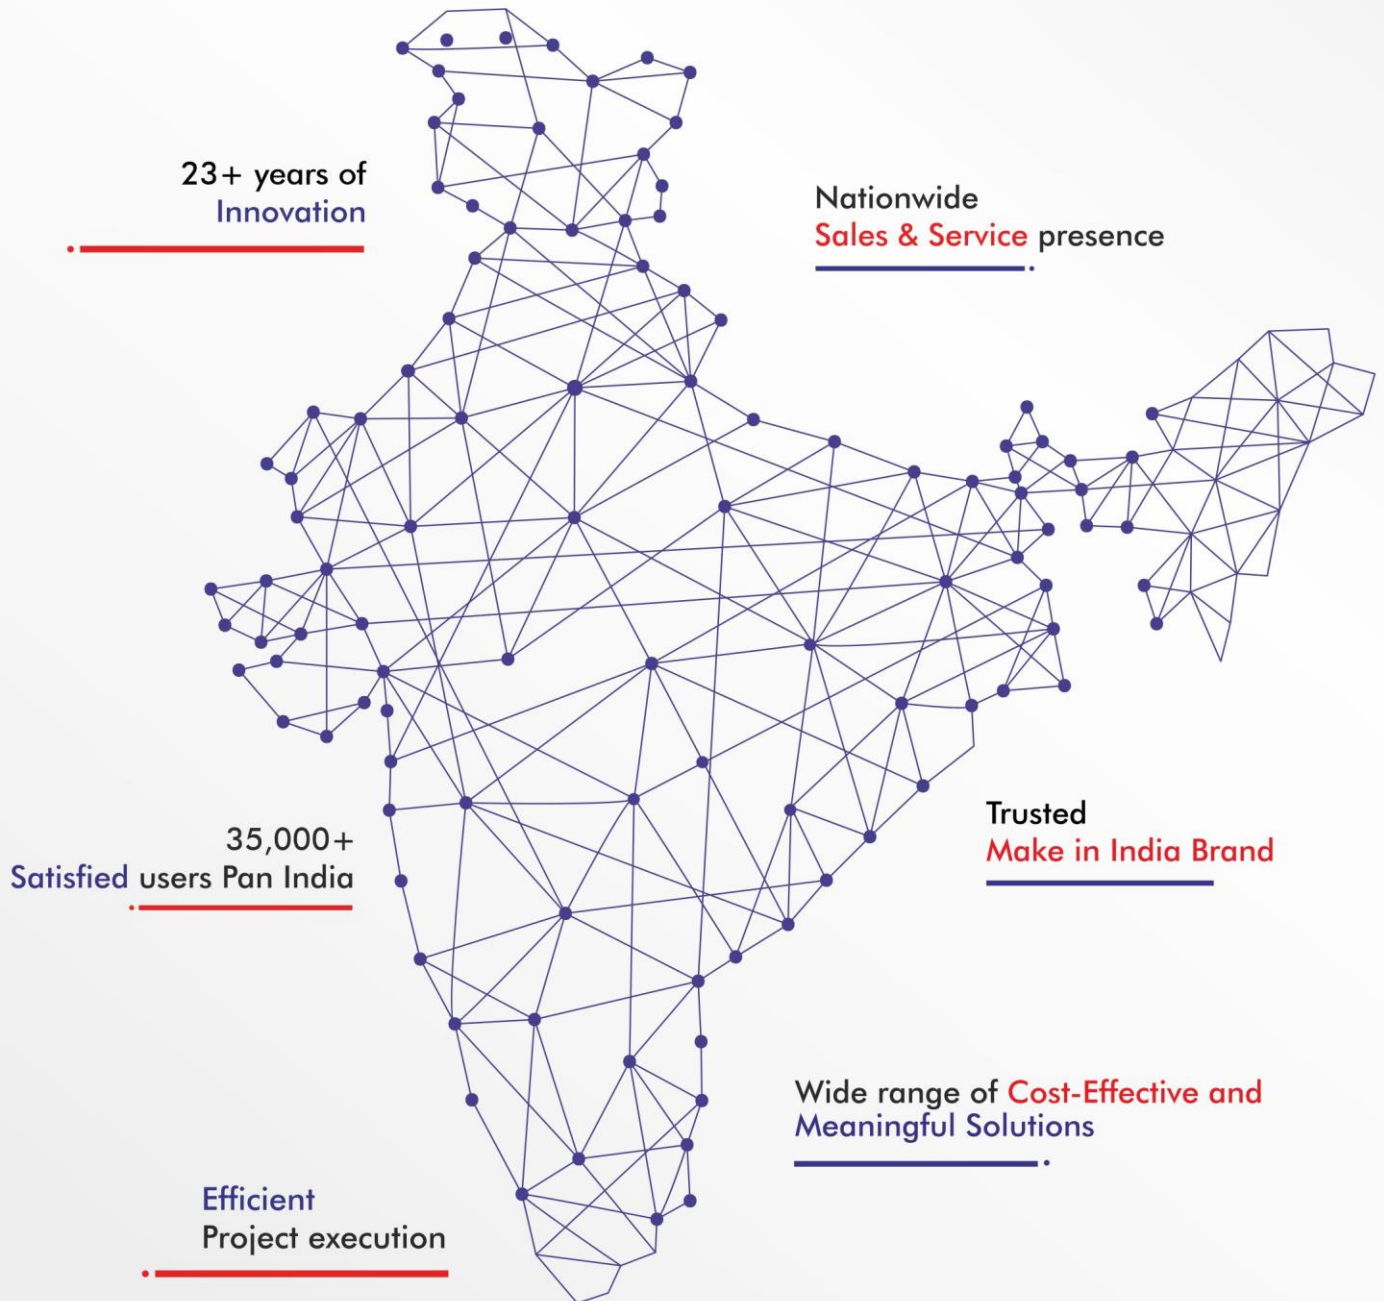 23+ years of
Innovation
Nationwide
Sales & Service presence
35,000+
Satisfied users Pan India
Trusted
Make in India Brand
Wide range of Cost-Effective and
Meaningful Solutions
Efficient
Project execution